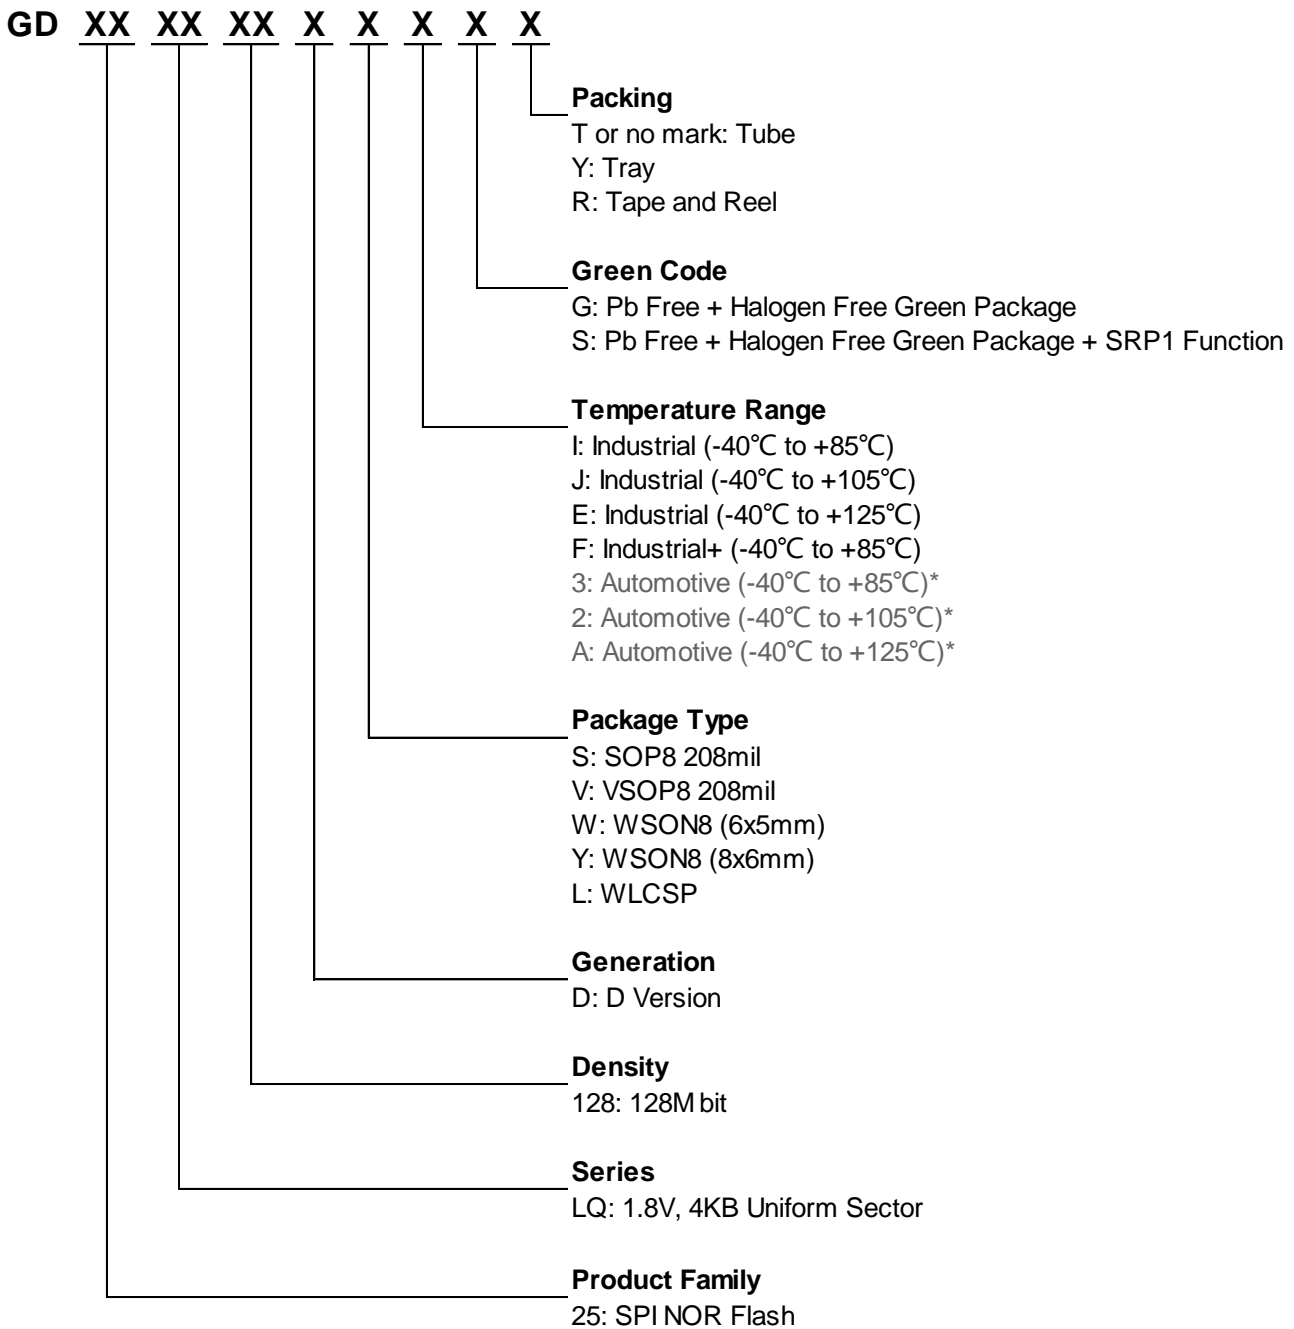 GD XX XX XX X X X X X
Packing
T or no mark: Tube
Y: Tray
R: Tape and Reel
Green Code
G: Pb Free + Halogen Free Green Package
S: Pb Free + Halogen Free Green Package + SRP1 Function
Temperature Range
I: Industrial (-40℃ to +85℃)
J: Industrial (-40℃ to +105℃)
E: Industrial (-40℃ to +125℃)
F: Industrial+ (-40℃ to +85℃)
3: Automotive (-40℃ to +85℃)*
2: Automotive (-40℃ to +105℃)*
A: Automotive (-40℃ to +125℃)*
Package Type
S: SOP8 208mil
V: VSOP8 208mil
W: WSON8 (6x5mm)
Y: WSON8 (8x6mm)
L: WLCSP
Generation
D: D Version
Density
128: 128M bit
Series
LQ: 1.8V, 4KB Uniform Sector
Product Family
25: SPI NOR Flash